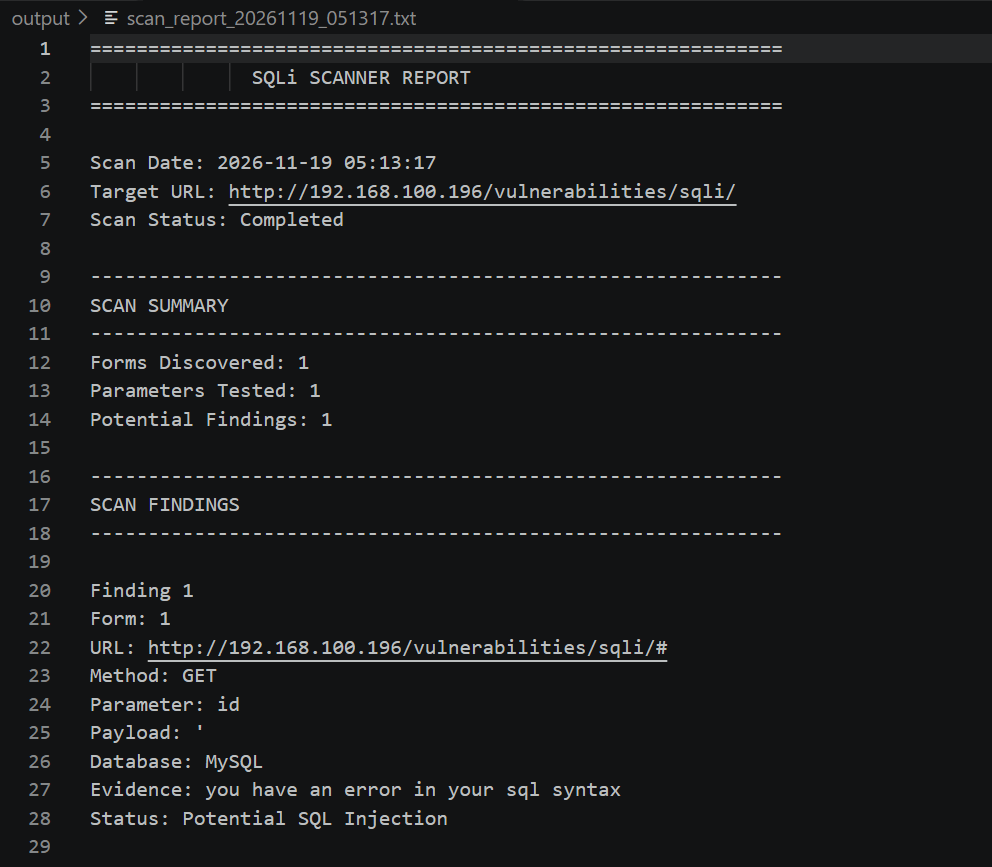 output > scan_report_20261119_051317.txt
1 ============================================================
2 SQLi SCANNER REPORT
3 ============================================================
4
5 Scan Date: 2026-11-19 05:13:17
6 Target URL: http://192.168.100.196/vulnerabilities/sqli/
7 Scan Status: Completed
8
9 ------------------------------------------------------------
10 SCAN SUMMARY
11 ------------------------------------------------------------
12 Forms Discovered: 1
13 Parameters Tested: 1
14 Potential Findings: 1
15
16 ------------------------------------------------------------
17 SCAN FINDINGS
18 ------------------------------------------------------------
19
20 Finding 1
21 Form: 1
22 URL: http://192.168.100.196/vulnerabilities/sqli/#
23 Method: GET
24 Parameter: id
25 Payload: '
26 Database: MySQL
27 Evidence: you have an error in your sql syntax
28 Status: Potential SQL Injection
29